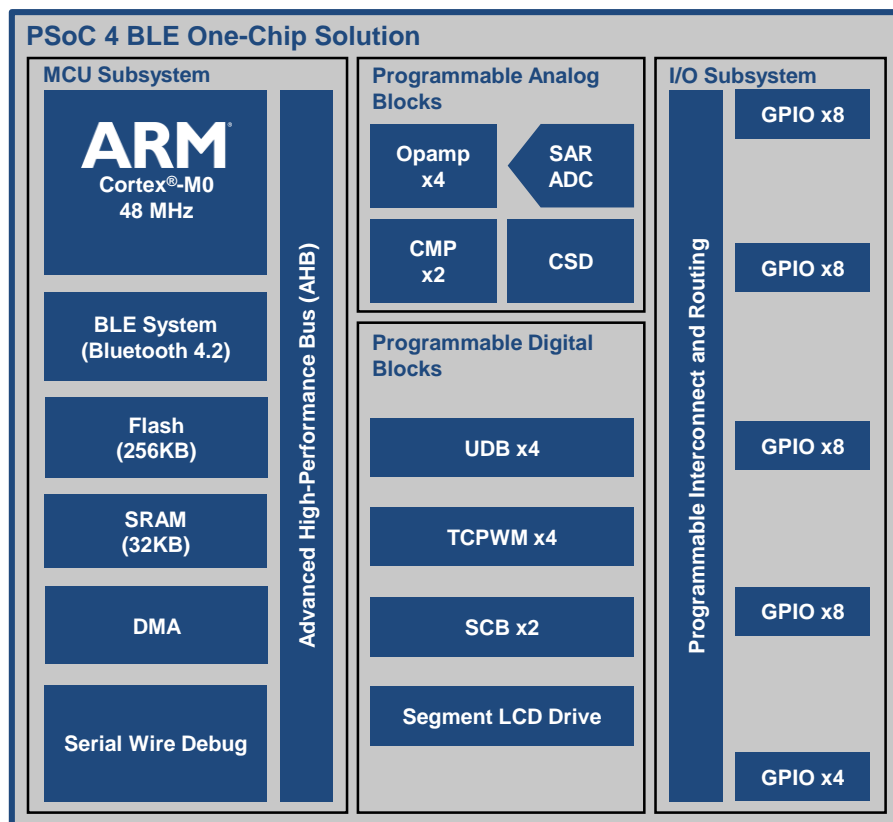 PSoC 4 BLE One-Chip Solution
MCU Subsystem
ARM®
Cortex®-M0
48 MHz
BLE System
(Bluetooth 4.2)
Flash
(256KB)
SRAM
(32KB)
DMA
Serial Wire Debug
Advanced High-Performance Bus (AHB)
Programmable Analog
Blocks
Opamp
x4
SAR
ADC
CMP
x2
CSD
Programmable Digital
Blocks
UDB x4
TCPWM x4
SCB x2
Segment LCD Drive
I/O Subsystem
Programmable Interconnect and Routing
GPIO x8
GPIO x8
GPIO x8
GPIO x8
GPIO x4